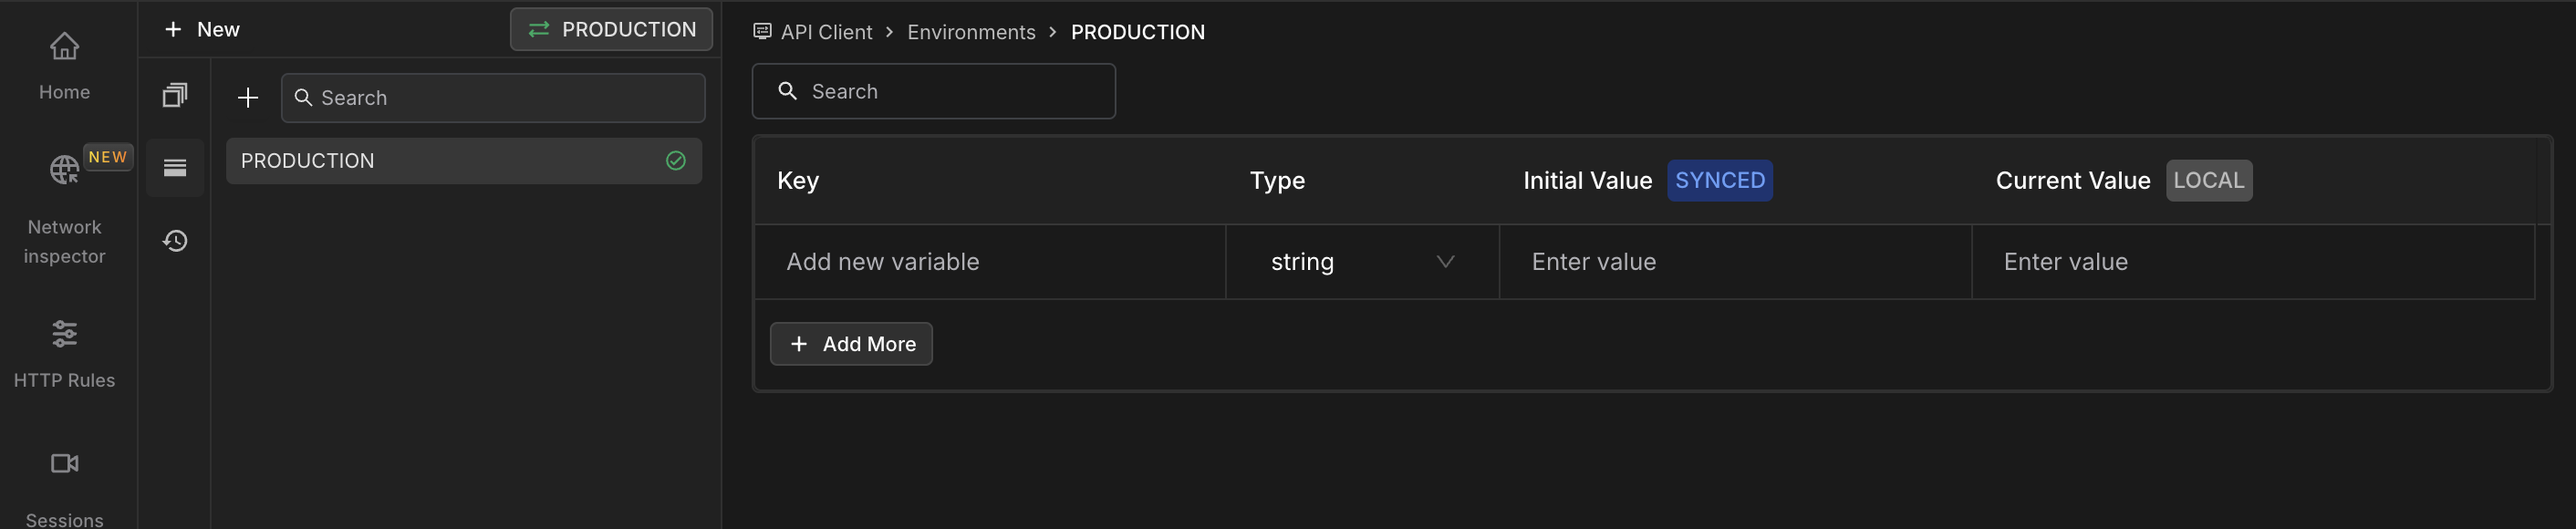 Home
NEW
Network
inspector
HTTP Rules
Sessions
New
PRODUCTION
Search
PRODUCTION
API Client > Environments > PRODUCTION
Search
Key Type Initial Value SYNCED Current Value LOCAL
Add new variable string Enter value Enter value
Add More